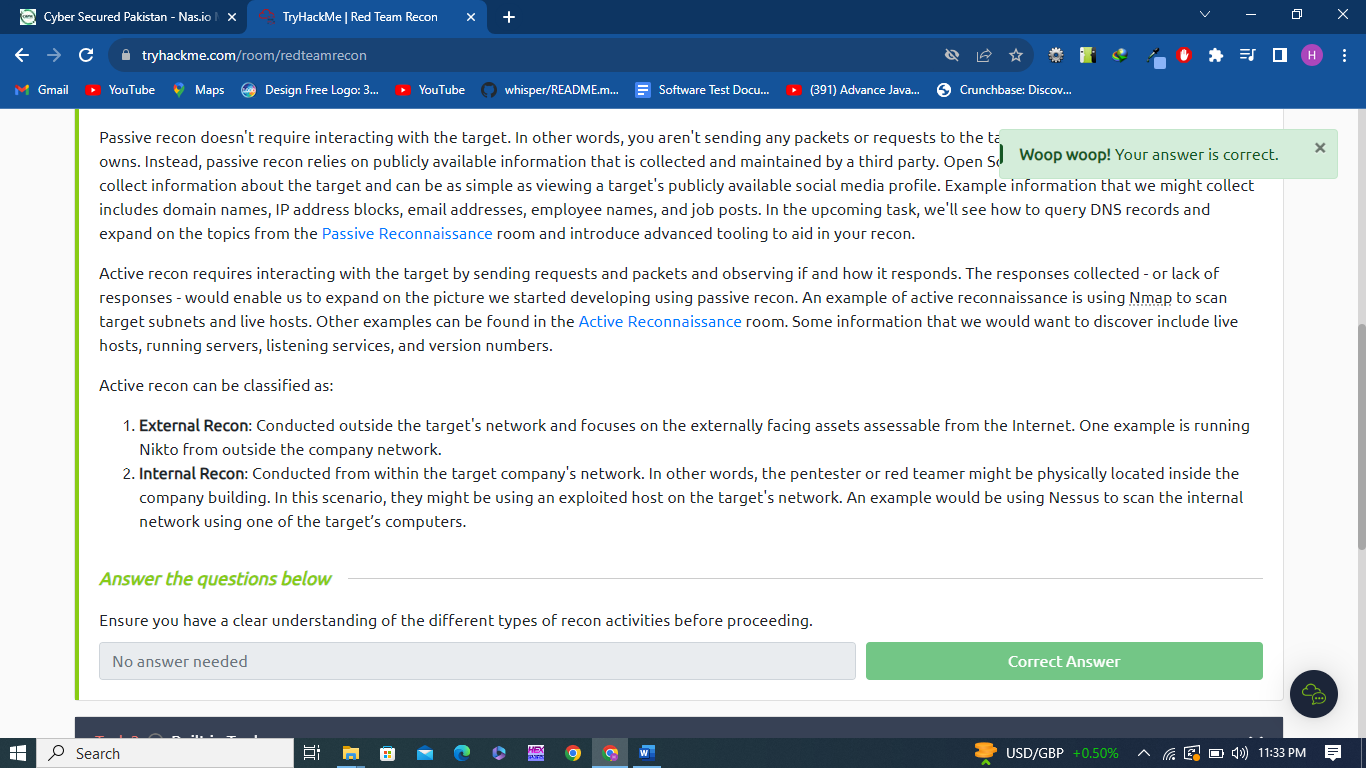 Cyber Secured Pakistan - Nas.io
TryHackMe | Red Team Recon
tryhackme.com/room/redteamrecon
H
Gmail YouTube Maps Design Free Logo: 3... YouTube whisper/README.m... Software Test Docu... (391) Advance Java... Crunchbase: Discov...
Passive recon doesn't require interacting with the target. In other words, you aren't sending any packets or requests to the
owns. Instead, passive recon relies on publicly available information that is collected and maintained by a third party. Open
collect information about the target and can be as simple as viewing a target's publicly available social media profile. Example information that we might collect
includes domain names, IP address blocks, email addresses, employee names, and job posts. In the upcoming task, we'll see how to query DNS records and
expand on the topics from the Passive Reconnaissance room and introduce advanced tooling to aid in your recon.
Woop woop! Your answer is correct.
Active recon requires interacting with the target by sending requests and packets and observing if and how it responds. The responses collected - or lack of
responses - would enable us to expand on the picture we started developing using passive recon. An example of active reconnaissance is using Nmap to scan
target subnets and live hosts. Other examples can be found in the Active Reconnaissance room. Some information that we would want to discover include live
hosts, running servers, listening services, and version numbers.
Active recon can be classified as:
1. External Recon: Conducted outside the target's network and focuses on the externally facing assets assessable from the Internet. One example is running
Nikto from outside the company network.
2. Internal Recon: Conducted from within the target company's network. In other words, the pentester or red teamer might be physically located inside the
company building. In this scenario, they might be using an exploited host on the target's network. An example would be using Nessus to scan the internal
network using one of the target’s computers.
Answer the questions below
Ensure you have a clear understanding of the different types of recon activities before proceeding.
No answer needed
Correct Answer
Search
HEX
USD/GBP +0.50%
11:33 PM